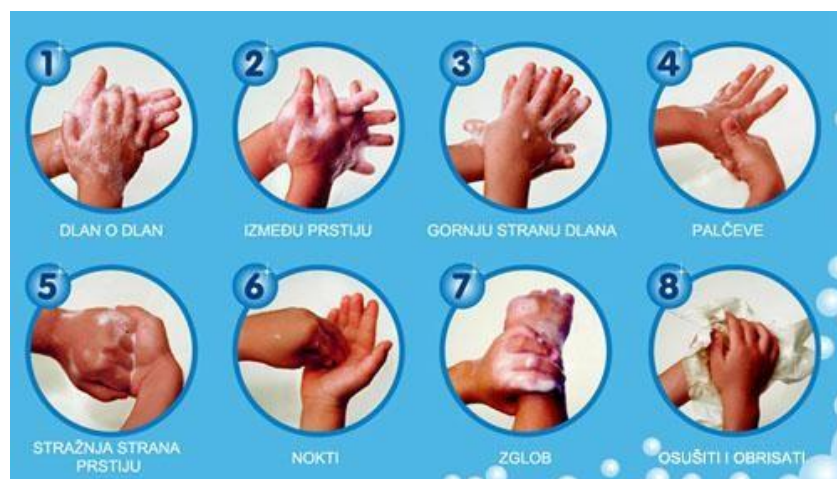 1
2
3
4
DLAN O DLAN
IZMEĐU PRSTIJU
GORNJU STRANU DLANA
PALČEVE
5
6
7
8
STRAŽNJA STRANA
PRSTIJU
NOKTI
ZGLOB
OSUŠITI I OBRISATI